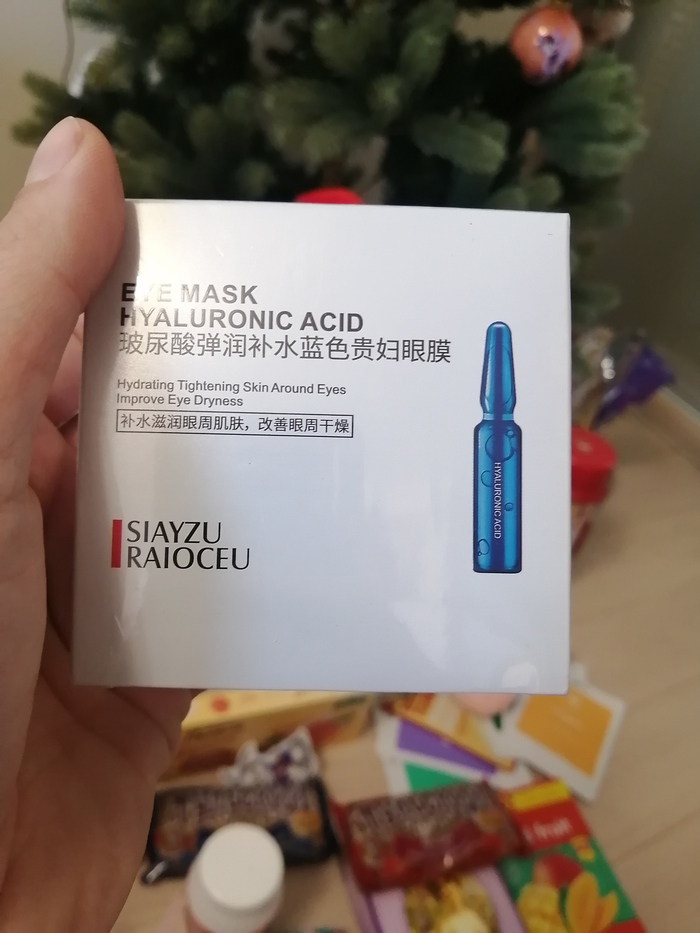 EYE MASK
HYALURONIC ACID
玻尿酸弹润补水蓝色贵妇眼膜
Hydrating Tightening Skin Around Eyes
Improve Eye Dryness
补水滋润眼周肌肤，改善眼周干燥
HYALURONIC ACID
SIAYZU
RAIOCEU
fruit